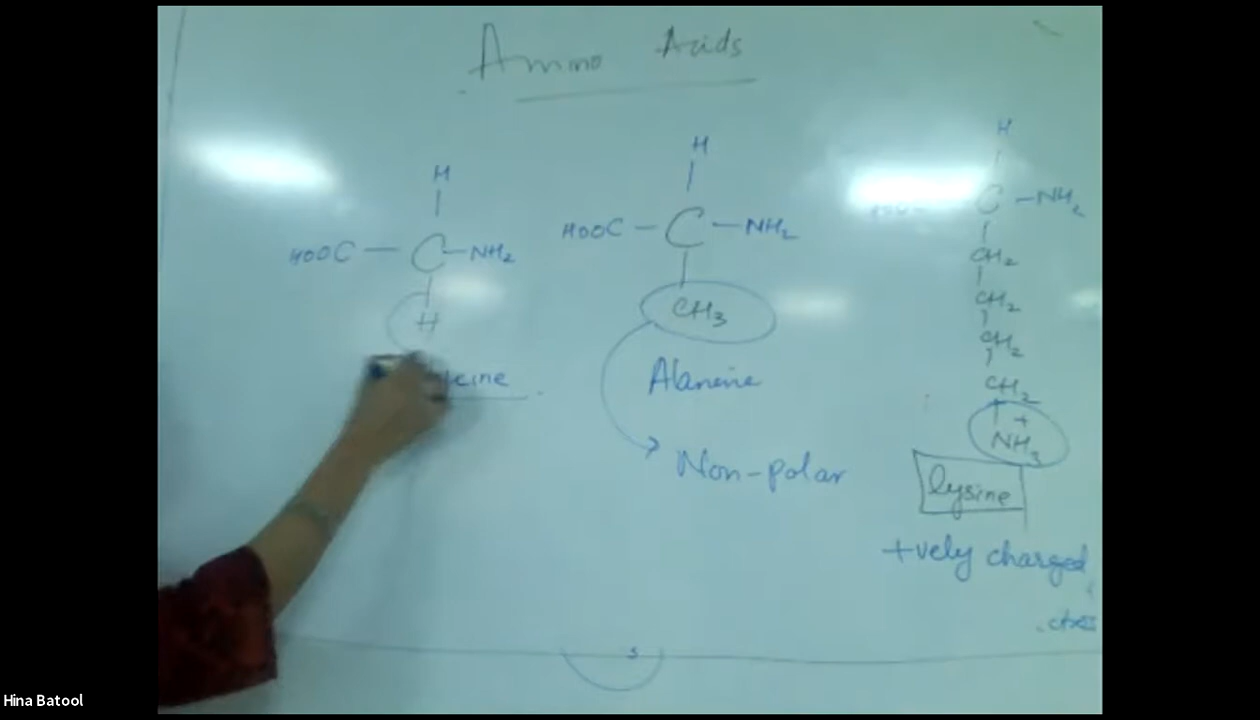 Amino Acids
H
HOOC — C — NH₂
H
H
HOOC — C — NH₂
CH₃
Alanine
Non-polar
H
C — NH₂
CH₂
CH₂
CH₂
CH₂
+
NH₃
lysine
+vely charged
Hina Batool